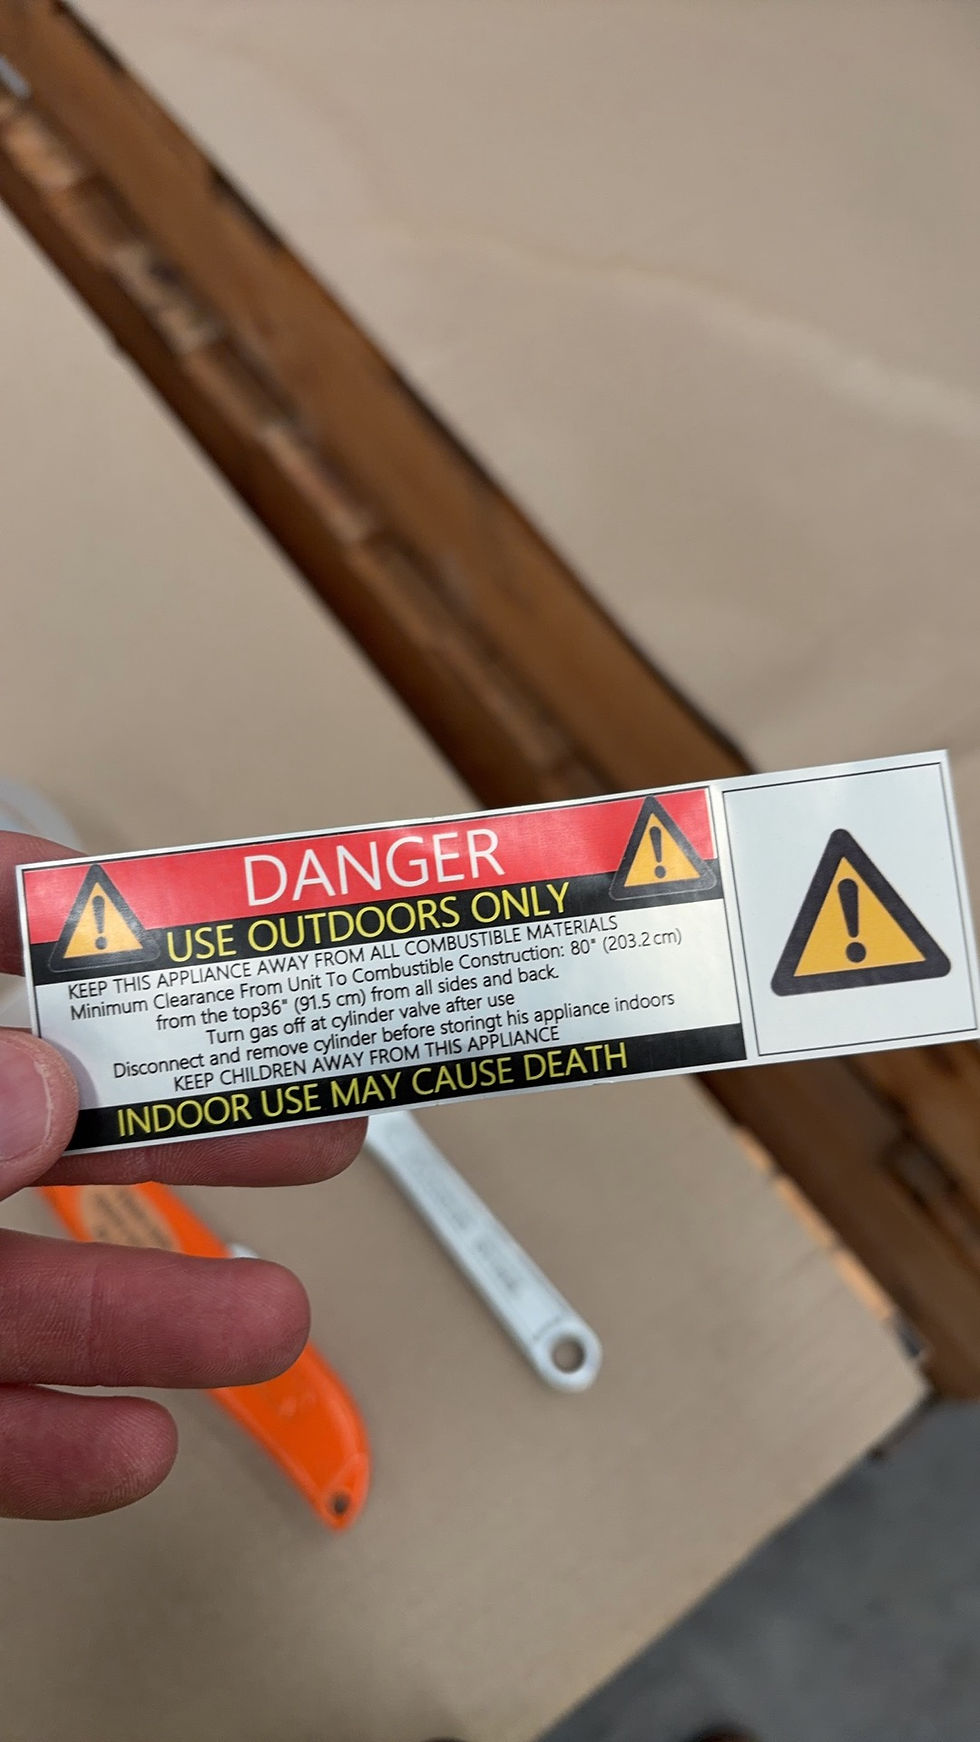 DANGER
USE OUTDOORS ONLY
KEEP THIS APPLIANCE AWAY FROM ALL COMBUSTIBLE MATERIALS
Minimum Clearance From Unit To Combustible Construction: 80" (203.2 cm)
from the top36" (91.5 cm) from all sides and back.
Turn gas off at cylinder valve after use
Disconnect and remove cylinder before storingt his appliance indoors
KEEP CHILDREN AWAY FROM THIS APPLIANCE
INDOOR USE MAY CAUSE DEATH